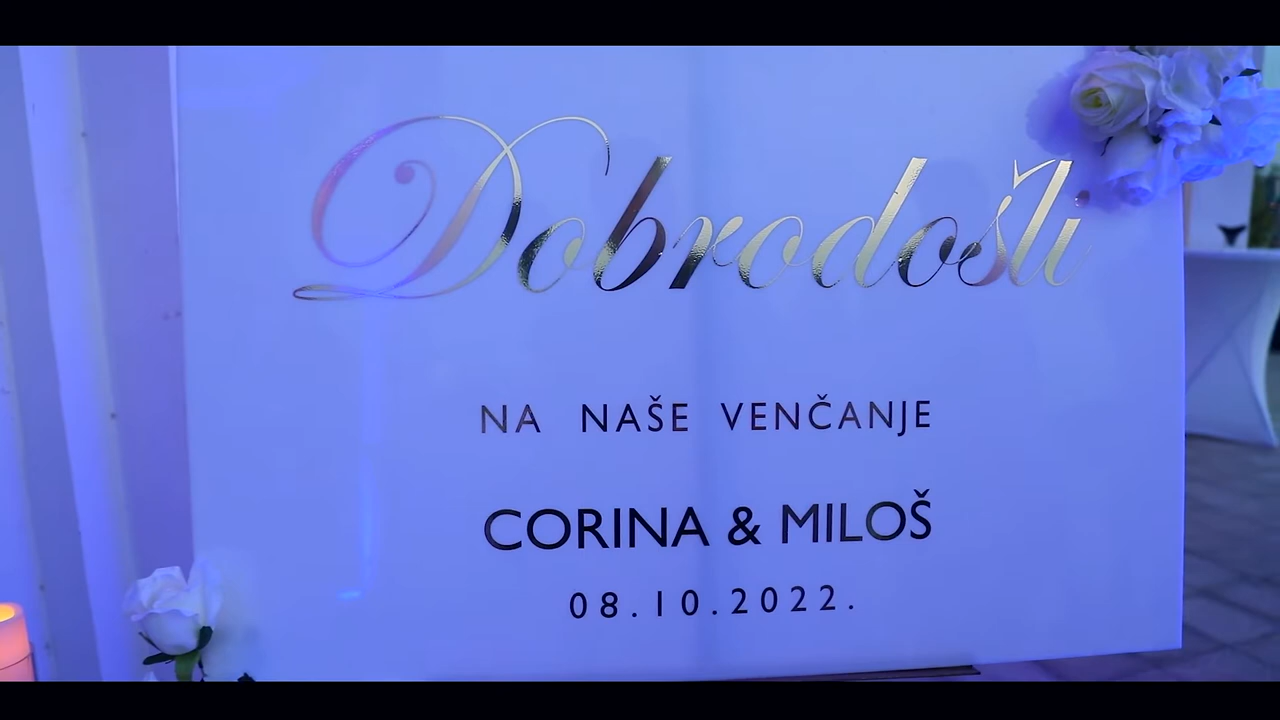 Dobrodošli
NA NAŠE VENČANJE
CORINA & MILOŠ
08.10.2022.